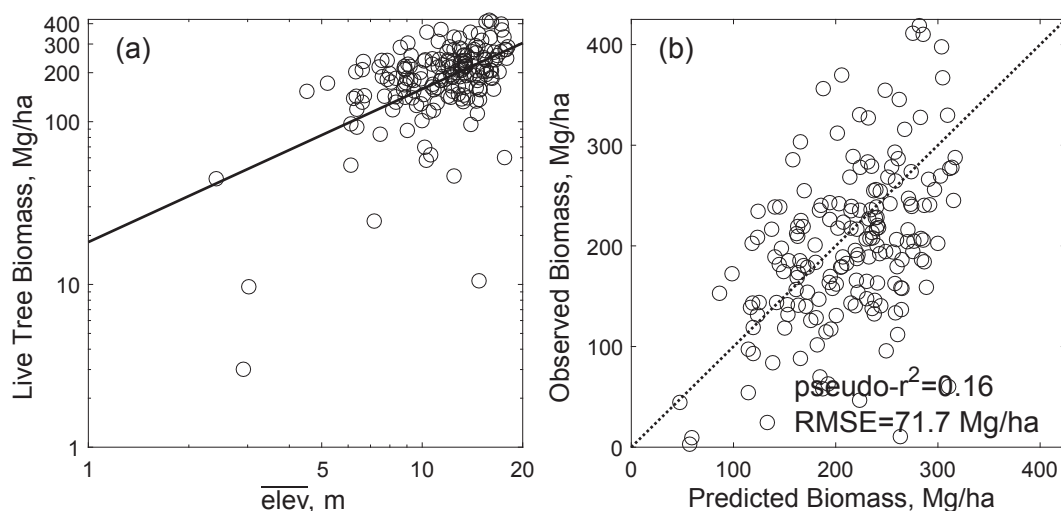 (a)
400
300
200
100
10
1
Live Tree Biomass, Mg/ha
1
5
10
20
elev, m
(b)
400
300
200
100
0
Observed Biomass, Mg/ha
pseudo-r²=0.16
RMSE=71.7 Mg/ha
0
100
200
300
400
Predicted Biomass, Mg/ha